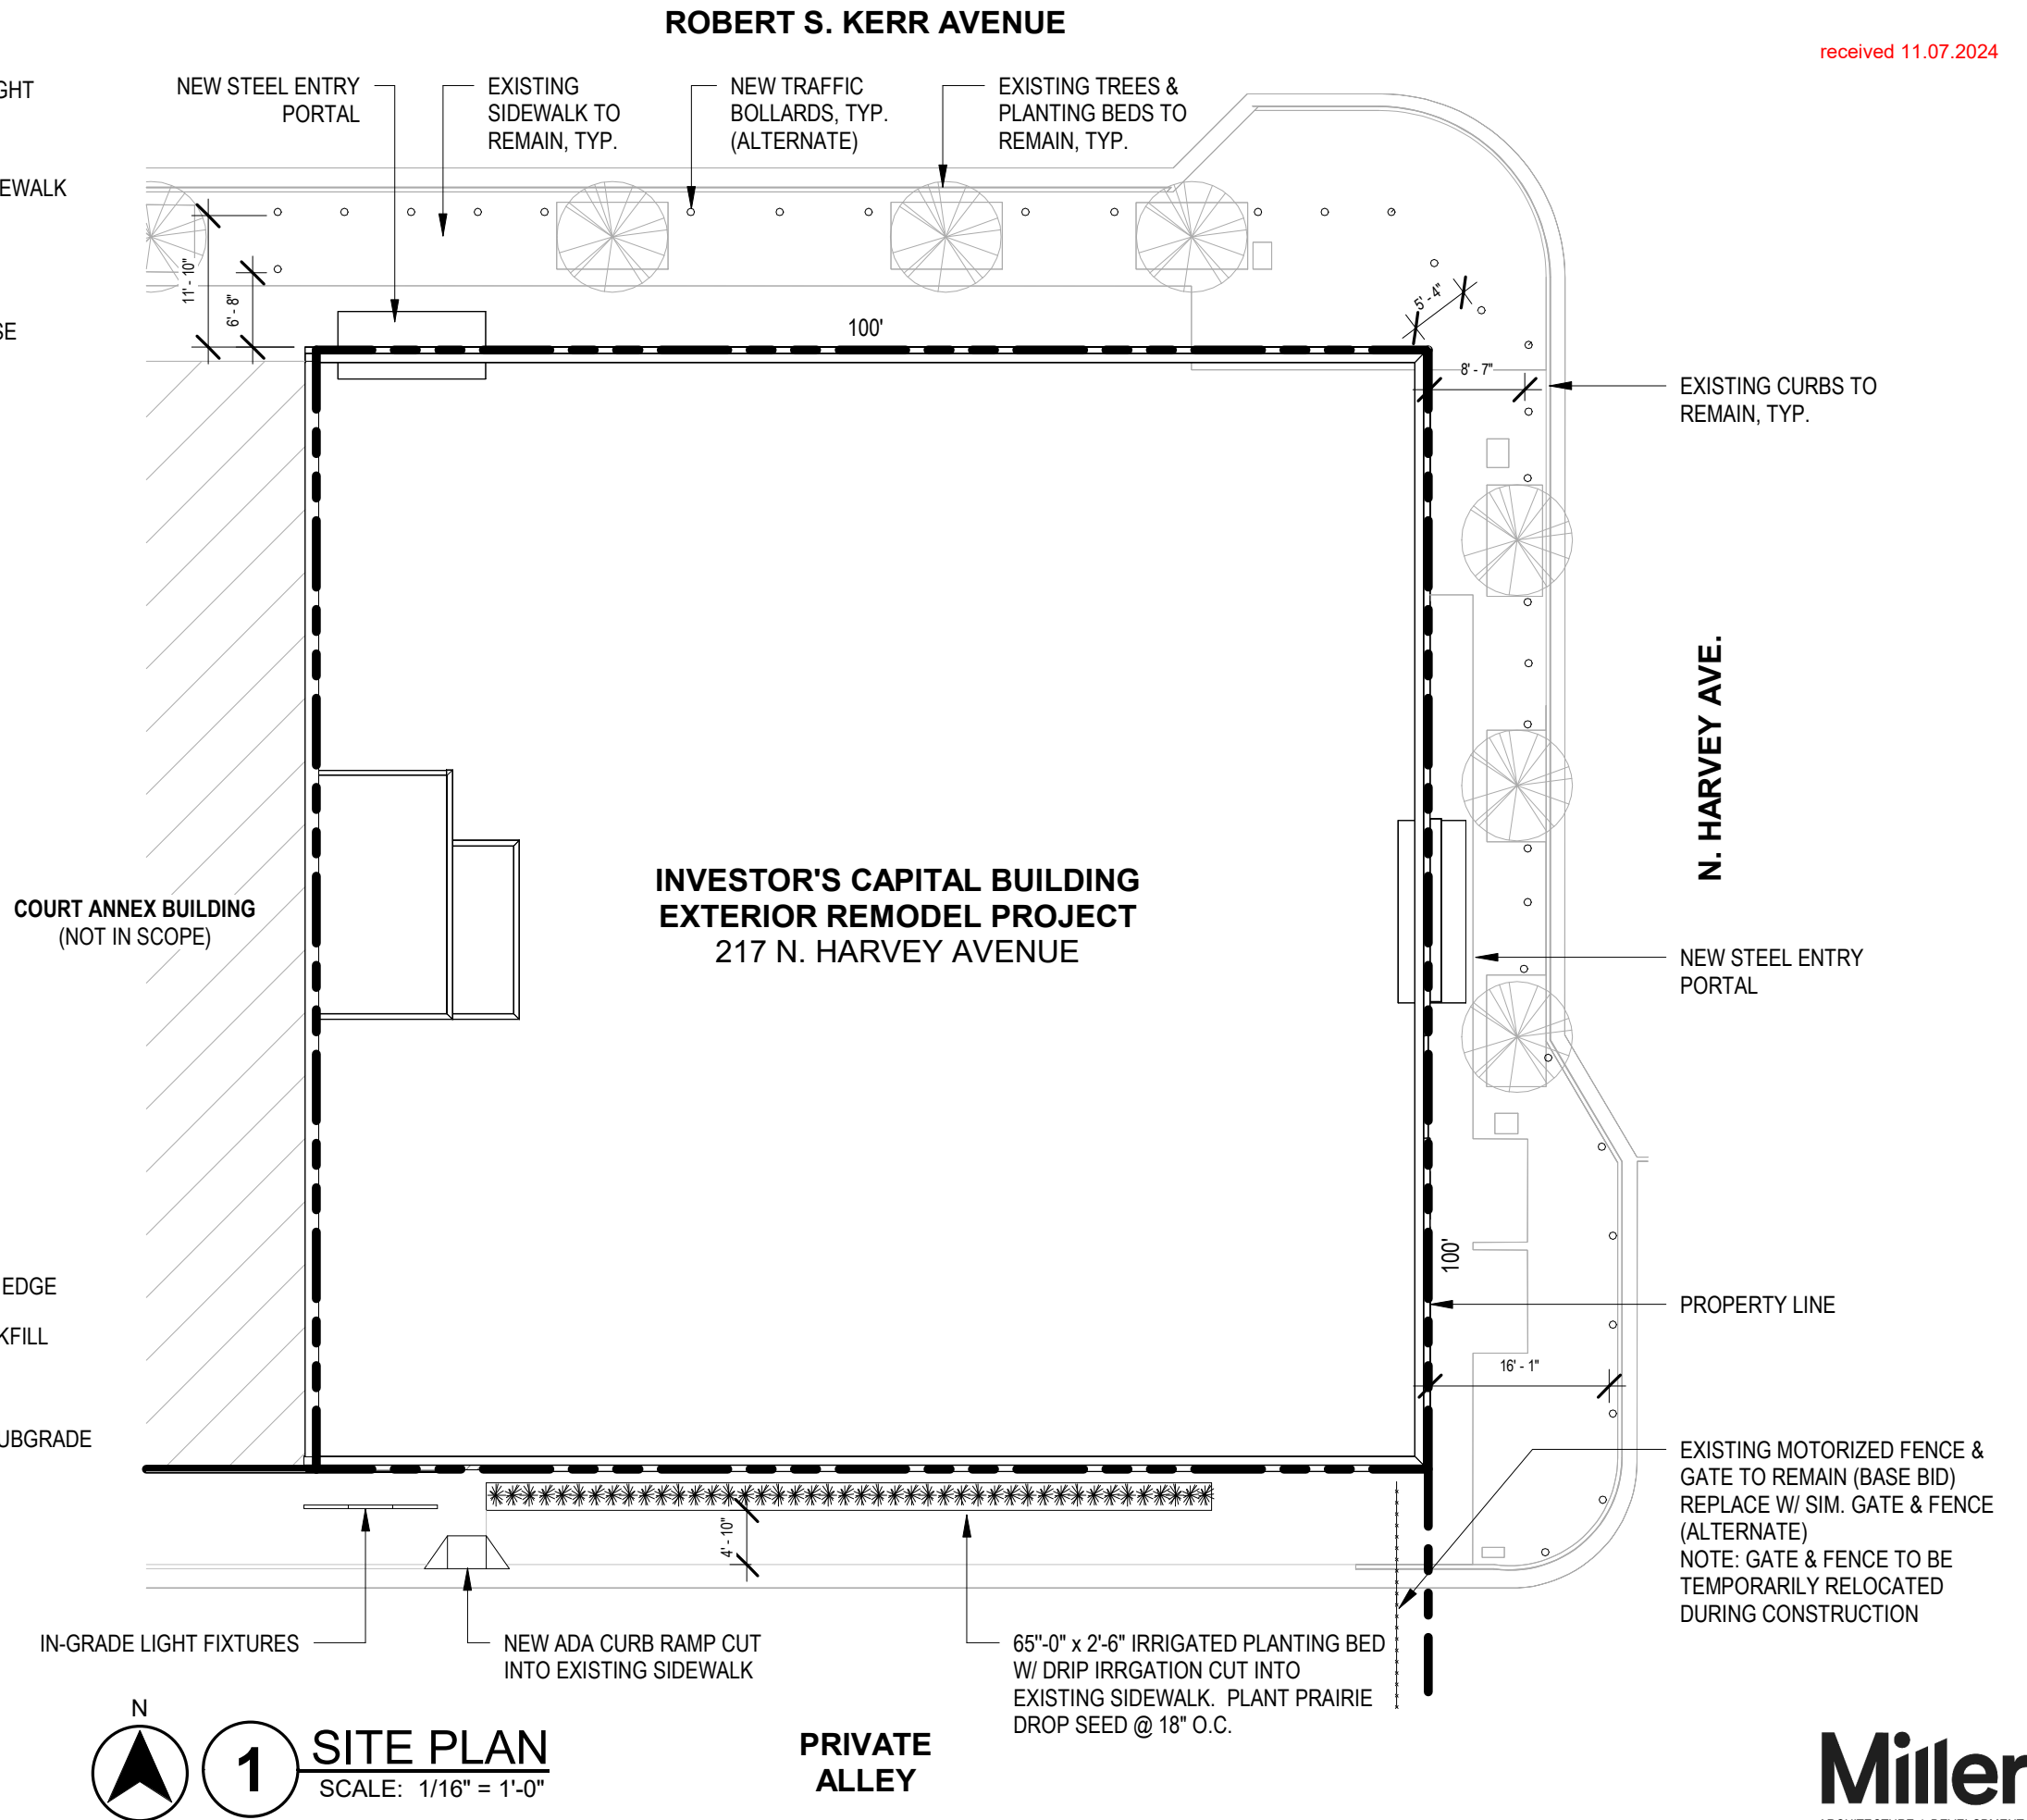 ROBERT S. KERR AVENUE
received 11.07.2024
NEW STEEL ENTRY
PORTAL
EXISTING
SIDEWALK TO
REMAIN, TYP.
NEW TRAFFIC
BOLLARDS, TYP.
(ALTERNATE)
EXISTING TREES &
PLANTING BEDS TO
REMAIN, TYP.
GHT
EWALK
SE
11' - 10"
6' - 8"
100'
5' - 4"
8' - 7"
EXISTING CURBS TO
REMAIN, TYP.
N. HARVEY AVE.
INVESTOR'S CAPITAL BUILDING
EXTERIOR REMODEL PROJECT
217 N. HARVEY AVENUE
COURT ANNEX BUILDING
(NOT IN SCOPE)
NEW STEEL ENTRY
PORTAL
100'
EDGE
KFILL
UBGRADE
PROPERTY LINE
16' - 1"
EXISTING MOTORIZED FENCE &
GATE TO REMAIN (BASE BID)
REPLACE W/ SIM. GATE & FENCE
(ALTERNATE)
NOTE: GATE & FENCE TO BE
TEMPORARILY RELOCATED
DURING CONSTRUCTION
4' - 10"
IN-GRADE LIGHT FIXTURES
NEW ADA CURB RAMP CUT
INTO EXISTING SIDEWALK
65"-0" x 2'-6" IRRIGATED PLANTING BED
W/ DRIP IRRGATION CUT INTO
EXISTING SIDEWALK.  PLANT PRAIRIE
DROP SEED @ 18" O.C.
N
1
SITE PLAN
SCALE:  1/16" = 1'-0"
PRIVATE
ALLEY
Miller